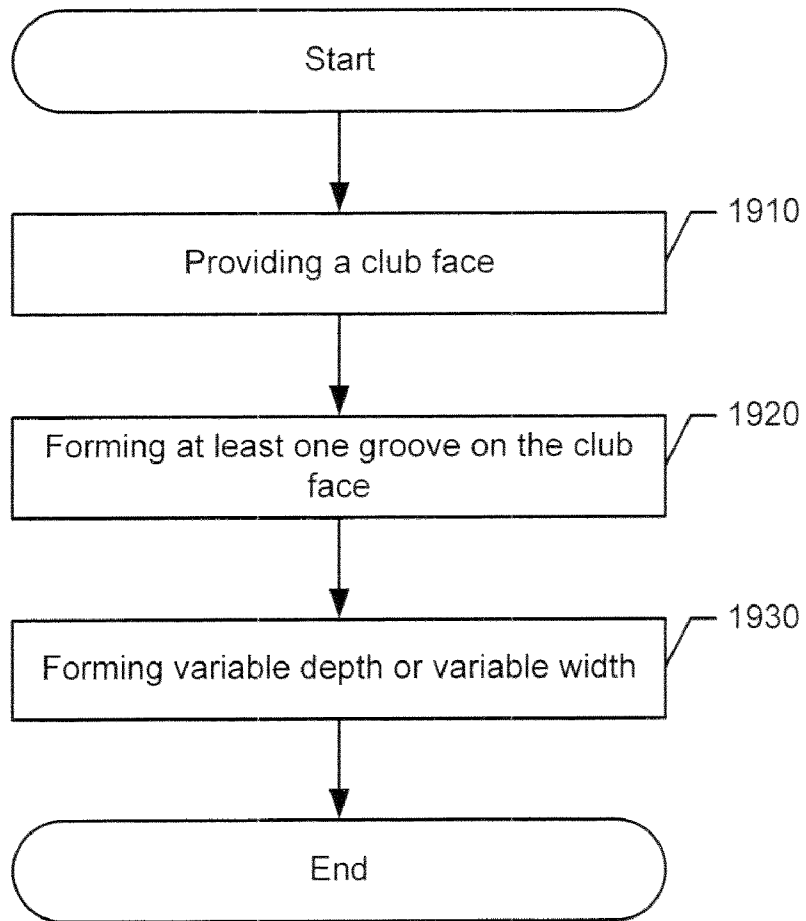 Start
1910
Providing a club face
1920
Forming at least one groove on the club
face
1930
Forming variable depth or variable width
End